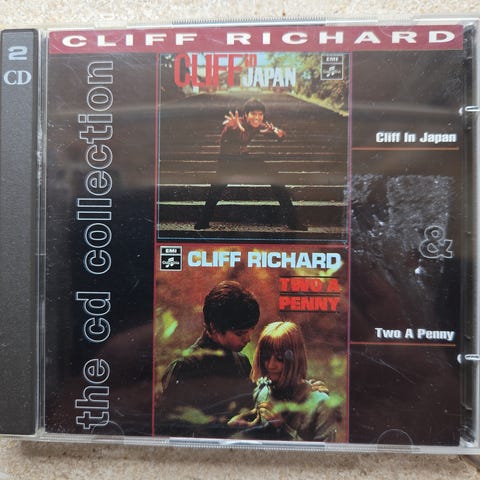 2
CD
CLIFF RICHARD
the cd collection
CLIFF in
JAPAN
EMI
Cliff In Japan
&
EMI
Columbia
CLIFF RICHARD
TWO A
PENNY
Two A Penny